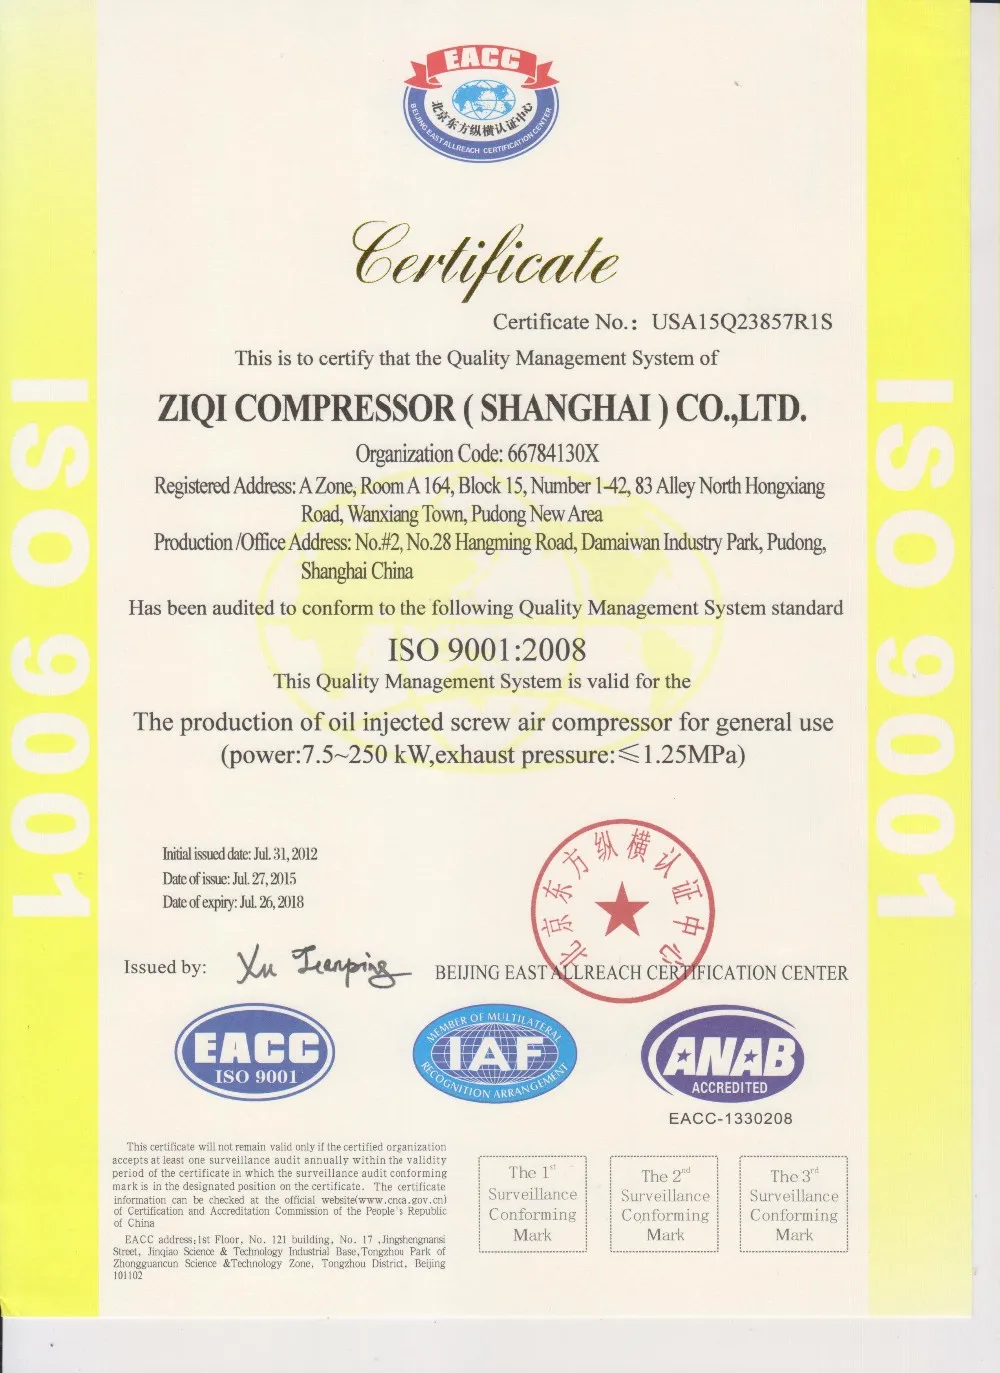 EACC
北京东方纵横认证中心
BEIJING EAST ALLREACH CERTIFICATION CENTER
Certificate
Certificate No.: USA15Q23857R1S
This is to certify that the Quality Management System of
ZIQI COMPRESSOR ( SHANGHAI ) CO.,LTD.
Organization Code: 66784130X
Registered Address: A Zone, Room A 164, Block 15, Number 1-42, 83 Alley North Hongxiang
Road, Wanxiang Town, Pudong New Area
Production /Office Address: No.#2, No.28 Hangming Road, Damaiwan Industry Park, Pudong,
Shanghai China
Has been audited to conform to the following Quality Management System standard
ISO 9001:2008
This Quality Management System is valid for the
The production of oil injected screw air compressor for general use
(power:7.5~250 kW,exhaust pressure:≤1.25MPa)
ISO 9001
ISO 9001
Initial issued date: Jul. 31, 2012
Date of issue: Jul. 27, 2015
Date of expiry: Jul. 26, 2018
北京东方纵横认证中心
Issued by: Xu Tianping BEIJING EAST ALLREACH CERTIFICATION CENTER
EACC
ISO 9001
MEMBER OF MULTILATERAL
IAF
RECOGNITION ARRANGEMENT
ANAB
ACCREDITED
EACC-1330208
This certificate will not remain valid only if the certified organization
accepts at least one surveillance audit annually within the validity
period of the certificate in which the surveillance audit conforming
mark is in the designated position on the certificate. The certificate
information can be checked at the official website(www.cnca.gov.cn)
of Certification and Accreditation Commission of the People's Republic
of China
EACC address:1st Floor, No. 121 building, No. 17 ,Jingshengnansi
Street, Jinqiao Science & Technology Industrial Base,Tongzhou Park of
Zhongguancun Science &Technology Zone, Tongzhou District, Beijing
101102
The 1st
Surveillance
Conforming
Mark
The 2nd
Surveillance
Conforming
Mark
The 3rd
Surveillance
Conforming
Mark